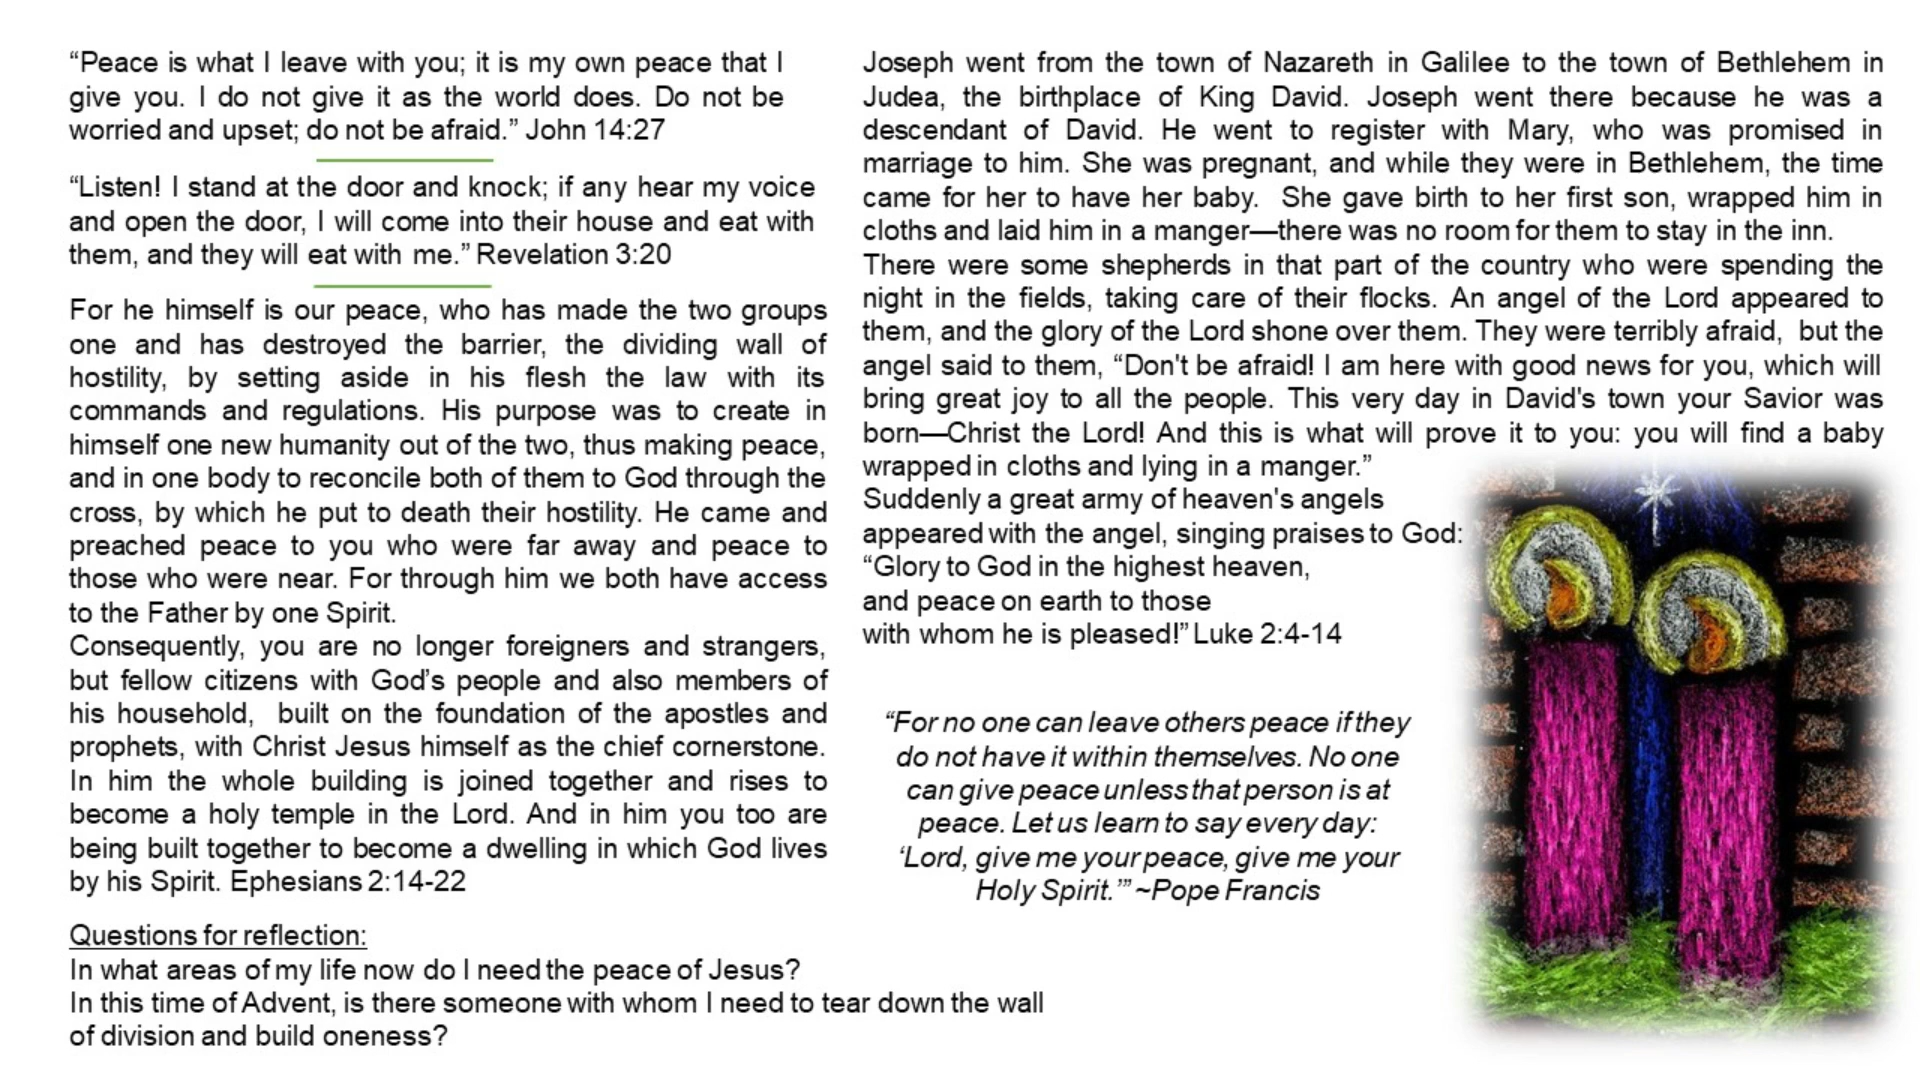 “Peace is what I leave with you; it is my own peace that I
give you. I do not give it as the world does. Do not be
worried and upset; do not be afraid.” John 14:27
“Listen! I stand at the door and knock; if any hear my voice
and open the door, I will come into their house and eat with
them, and they will eat with me.” Revelation 3:20
For he himself is our peace, who has made the two groups
one and has destroyed the barrier, the dividing wall of
hostility, by setting aside in his flesh the law with its
commands and regulations. His purpose was to create in
himself one new humanity out of the two, thus making peace,
and in one body to reconcile both of them to God through the
cross, by which he put to death their hostility. He came and
preached peace to you who were far away and peace to
those who were near. For through him we both have access
to the Father by one Spirit.
Consequently, you are no longer foreigners and strangers,
but fellow citizens with God’s people and also members of
his household, built on the foundation of the apostles and
prophets, with Christ Jesus himself as the chief cornerstone.
In him the whole building is joined together and rises to
become a holy temple in the Lord. And in him you too are
being built together to become a dwelling in which God lives
by his Spirit. Ephesians 2:14-22
Questions for reflection:
In what areas of my life now do I need the peace of Jesus?
In this time of Advent, is there someone with whom I need to tear down the wall
of division and build oneness?
Joseph went from the town of Nazareth in Galilee to the town of Bethlehem in
Judea, the birthplace of King David. Joseph went there because he was a
descendant of David. He went to register with Mary, who was promised in
marriage to him. She was pregnant, and while they were in Bethlehem, the time
came for her to have her baby. She gave birth to her first son, wrapped him in
cloths and laid him in a manger—there was no room for them to stay in the inn.
There were some shepherds in that part of the country who were spending the
night in the fields, taking care of their flocks. An angel of the Lord appeared to
them, and the glory of the Lord shone over them. They were terribly afraid, but the
angel said to them, “Don't be afraid! I am here with good news for you, which will
bring great joy to all the people. This very day in David's town your Savior was
born—Christ the Lord! And this is what will prove it to you: you will find a baby
wrapped in cloths and lying in a manger.”
Suddenly a great army of heaven's angels
appeared with the angel, singing praises to God:
“Glory to God in the highest heaven,
and peace on earth to those
with whom he is pleased!” Luke 2:4-14
“For no one can leave others peace if they
do not have it within themselves. No one
can give peace unless that person is at
peace. Let us learn to say every day:
‘Lord, give me your peace, give me your
Holy Spirit.’” ~Pope Francis